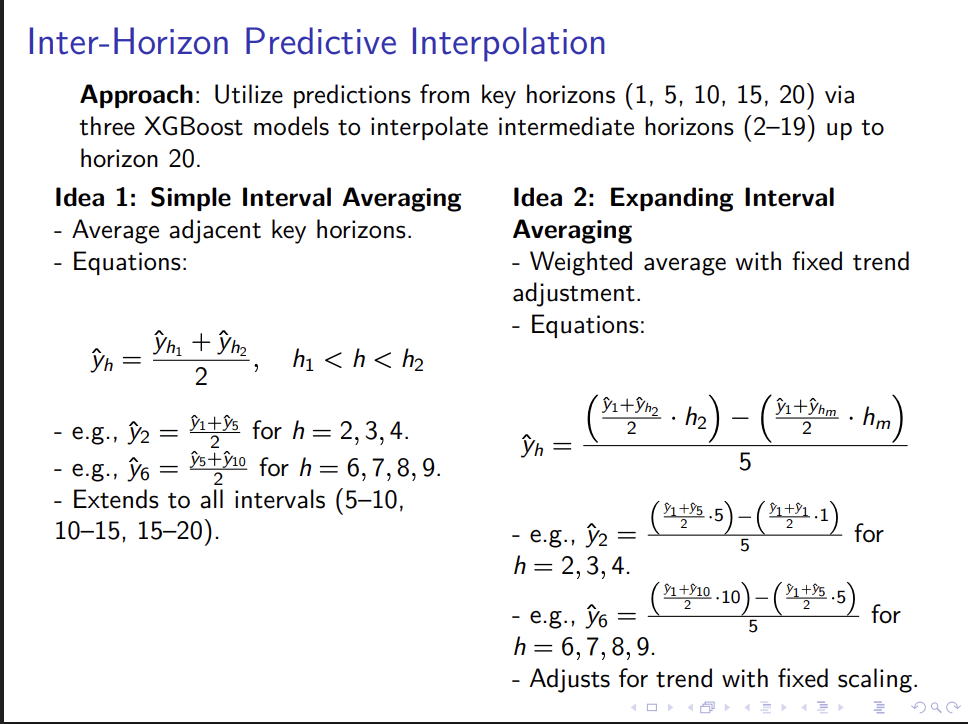 Inter-Horizon Predictive Interpolation
Approach: Utilize predictions from key horizons (1, 5, 10, 15, 20) via
three XGBoost models to interpolate intermediate horizons (2–19) up to
horizon 20.
Idea 1: Simple Interval Averaging
- Average adjacent key horizons.
- Equations:
$\hat{y}_h = \frac{\hat{y}_{h_1} + \hat{y}_{h_2}}{2}, \quad h_1 < h < h_2$
- e.g., $\hat{y}_2 = \frac{\hat{y}_1 + \hat{y}_5}{2}$ for $h = 2, 3, 4$.
- e.g., $\hat{y}_6 = \frac{\hat{y}_5 + \hat{y}_{10}}{2}$ for $h = 6, 7, 8, 9$.
- Extends to all intervals (5–10,
10–15, 15–20).
Idea 2: Expanding Interval
Averaging
- Weighted average with fixed trend
adjustment.
- Equations:
$\hat{y}_h = \frac{\left(\frac{\hat{y}_1 + \hat{y}_{h_2}}{2} \cdot h_2\right) - \left(\frac{\hat{y}_1 + \hat{y}_{h_m}}{2} \cdot h_m\right)}{5}$
- e.g., $\hat{y}_2 = \frac{\left(\frac{\hat{y}_1 + \hat{y}_5}{2} \cdot 5\right) - \left(\frac{\hat{y}_1 + \hat{y}_1}{2} \cdot 1\right)}{5}$ for
$h = 2, 3, 4$.
- e.g., $\hat{y}_6 = \frac{\left(\frac{\hat{y}_1 + \hat{y}_{10}}{2} \cdot 10\right) - \left(\frac{\hat{y}_1 + \hat{y}_5}{2} \cdot 5\right)}{5}$ for
$h = 6, 7, 8, 9$.
- Adjusts for trend with fixed scaling.